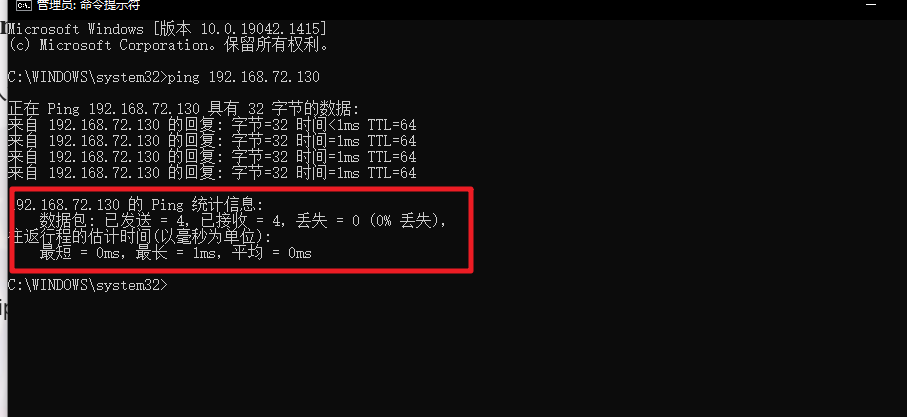 管理员: 命令提示符
Microsoft Windows [版本 10.0.19042.1415]
(c) Microsoft Corporation。保留所有权利。
C:\WINDOWS\system32>ping 192.168.72.130
正在 Ping 192.168.72.130 具有 32 字节的数据:
来自 192.168.72.130 的回复: 字节=32 时间<1ms TTL=64
来自 192.168.72.130 的回复: 字节=32 时间=1ms TTL=64
来自 192.168.72.130 的回复: 字节=32 时间=1ms TTL=64
来自 192.168.72.130 的回复: 字节=32 时间=1ms TTL=64
192.168.72.130 的 Ping 统计信息:
数据包: 已发送 = 4, 已接收 = 4, 丢失 = 0 (0% 丢失),
往返行程的估计时间(以毫秒为单位):
最短 = 0ms, 最长 = 1ms, 平均 = 0ms
C:\WINDOWS\system32>